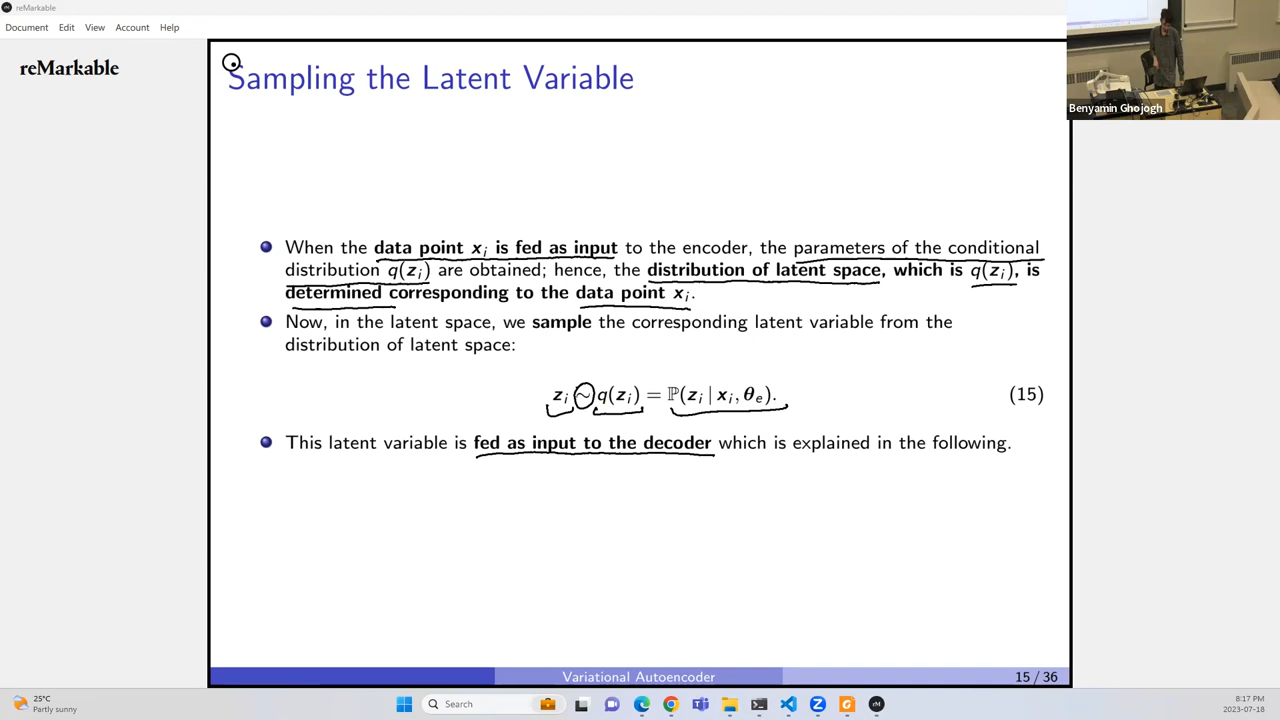 reMarkable
Document Edit View Account Help
reMarkable
Sampling the Latent Variable
Benyamin Ghojogh
When the data point xᵢ is fed as input to the encoder, the parameters of the conditional
distribution q(zᵢ) are obtained; hence, the distribution of latent space, which is q(zᵢ), is
determined corresponding to the data point xᵢ.
Now, in the latent space, we sample the corresponding latent variable from the
distribution of latent space:
zᵢ ~ q(zᵢ) = ℙ(zᵢ | xᵢ, θₑ). (15)
This latent variable is fed as input to the decoder which is explained in the following.
Variational Autoencoder 15 / 36
25°C
Partly sunny
Search
8:17 PM
2023-07-18